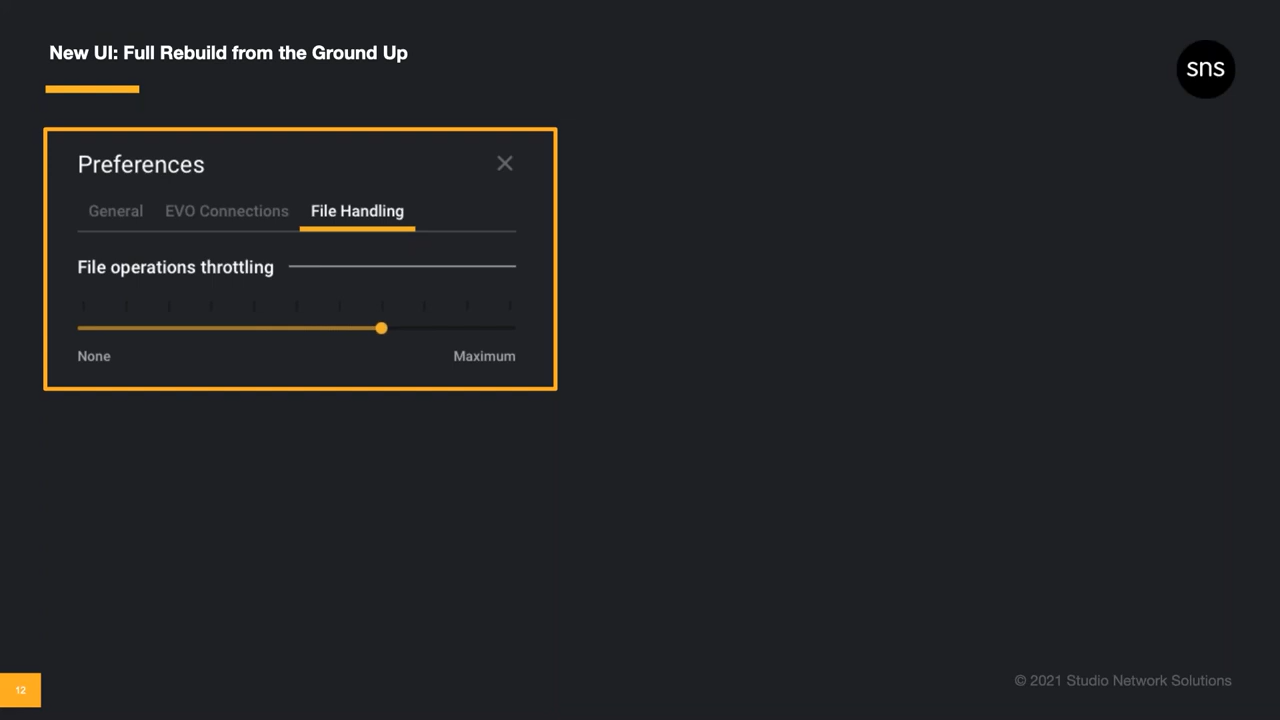 New UI: Full Rebuild from the Ground Up
sns
Preferences
General EVO Connections File Handling
File operations throttling
None Maximum
12
© 2021 Studio Network Solutions